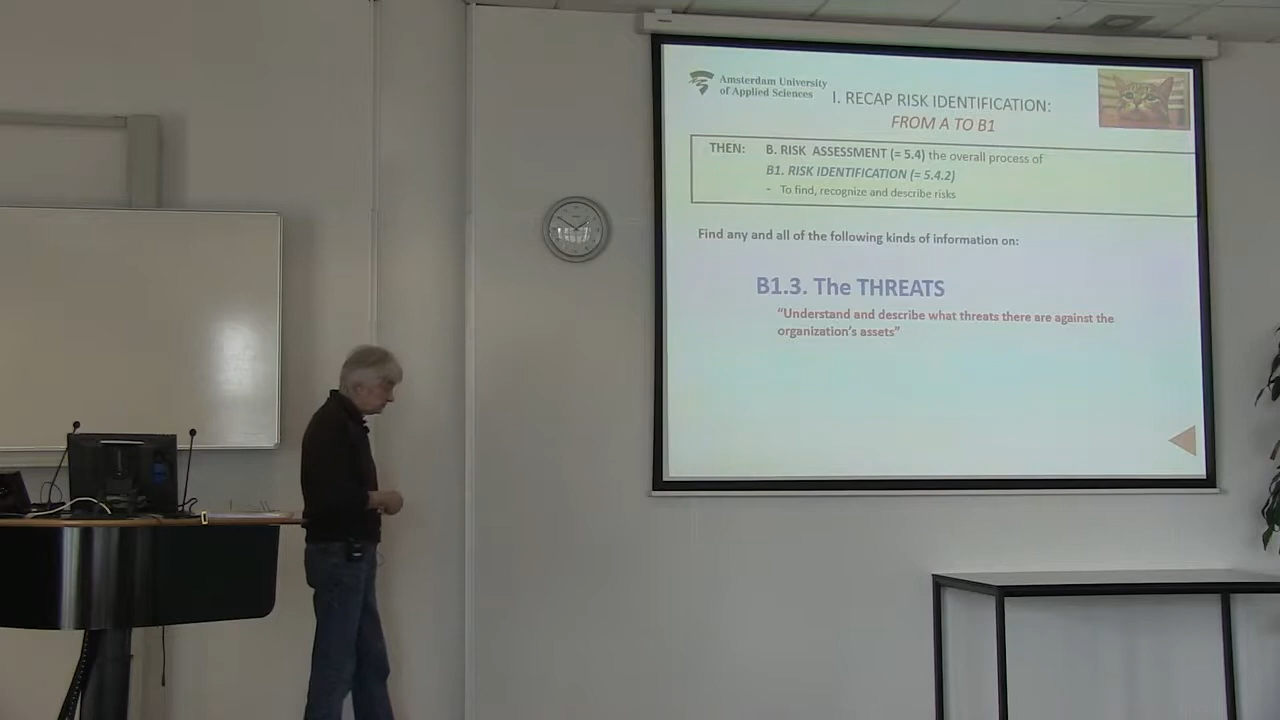 Amsterdam University
of Applied Sciences
I. RECAP RISK IDENTIFICATION:
FROM A TO B1
THEN: B. RISK ASSESSMENT (= 5.4) the overall process of
B1. RISK IDENTIFICATION (= 5.4.2)
- To find, recognize and describe risks
Find any and all of the following kinds of information on:
B1.3. The THREATS
“Understand and describe what threats there are against the
organization’s assets”